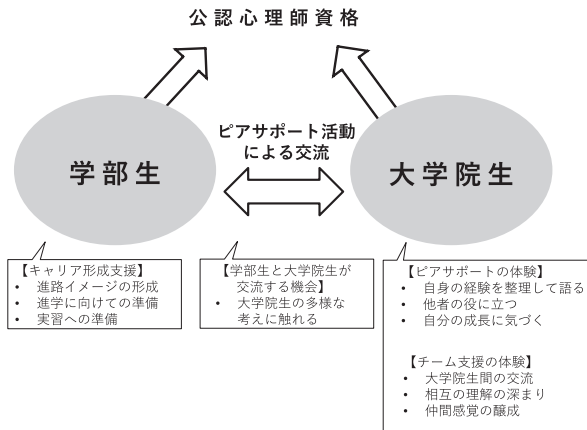 公認心理師資格
ピアサポート活動
による交流
学部生
大学院生
【キャリア形成支援】
• 進路イメージの形成
• 進学に向けての準備
• 実習への準備
【学部生と大学院生が
交流する機会】
• 大学院生の多様な
考えに触れる
【ピアサポートの体験】
• 自身の経験を整理して語る
• 他者の役に立つ
• 自分の成長に気づく
【チーム支援の体験】
• 大学院生間の交流
• 相互の理解の深まり
• 仲間感覚の醸成